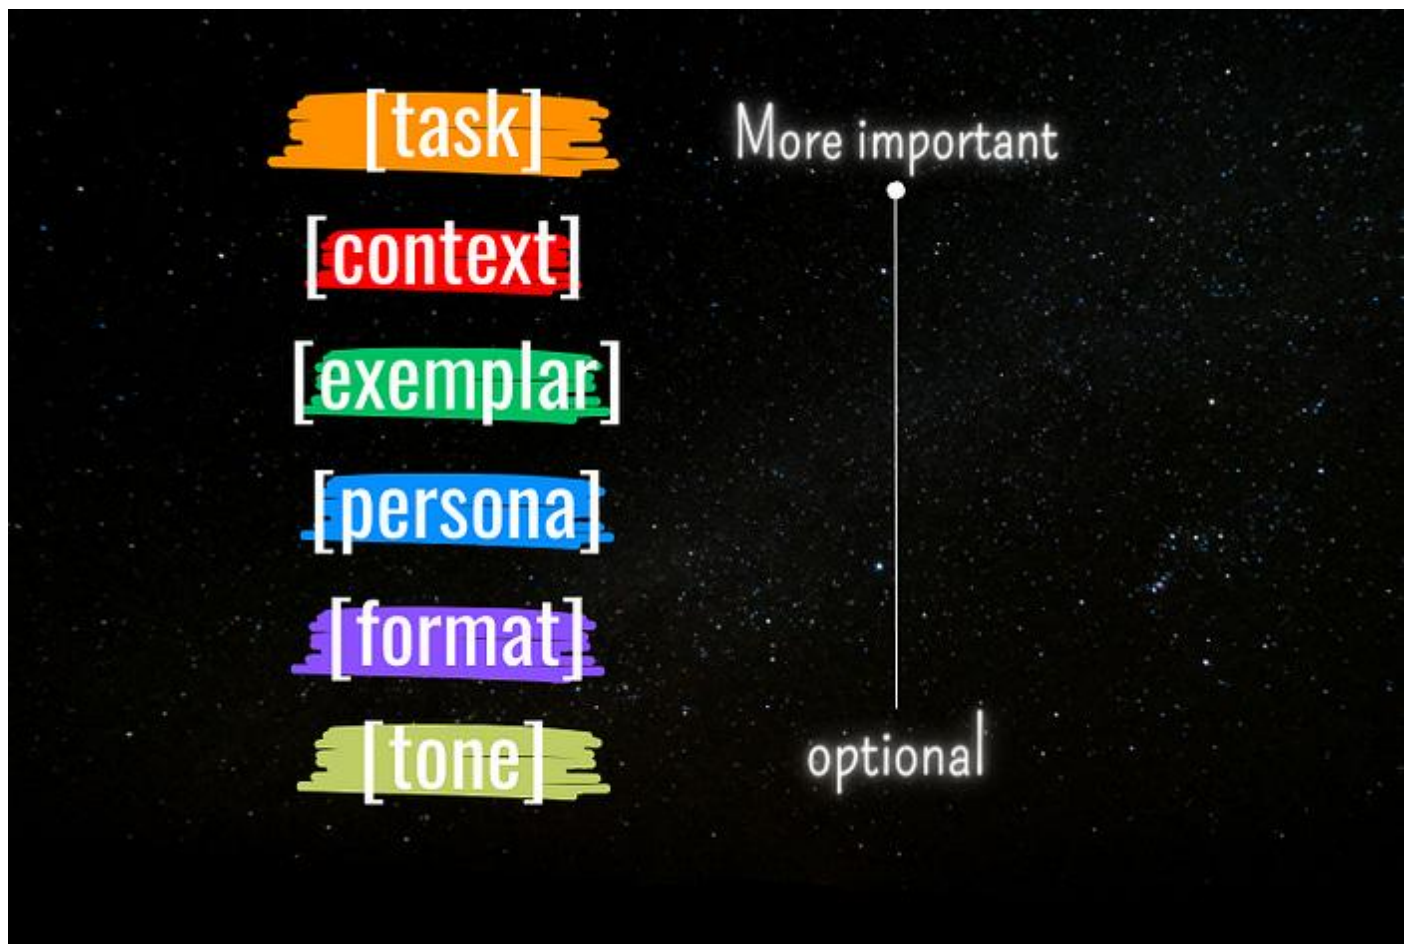 [task]
More important
[context]
[exemplar]
[persona]
[format]
[tone]
optional